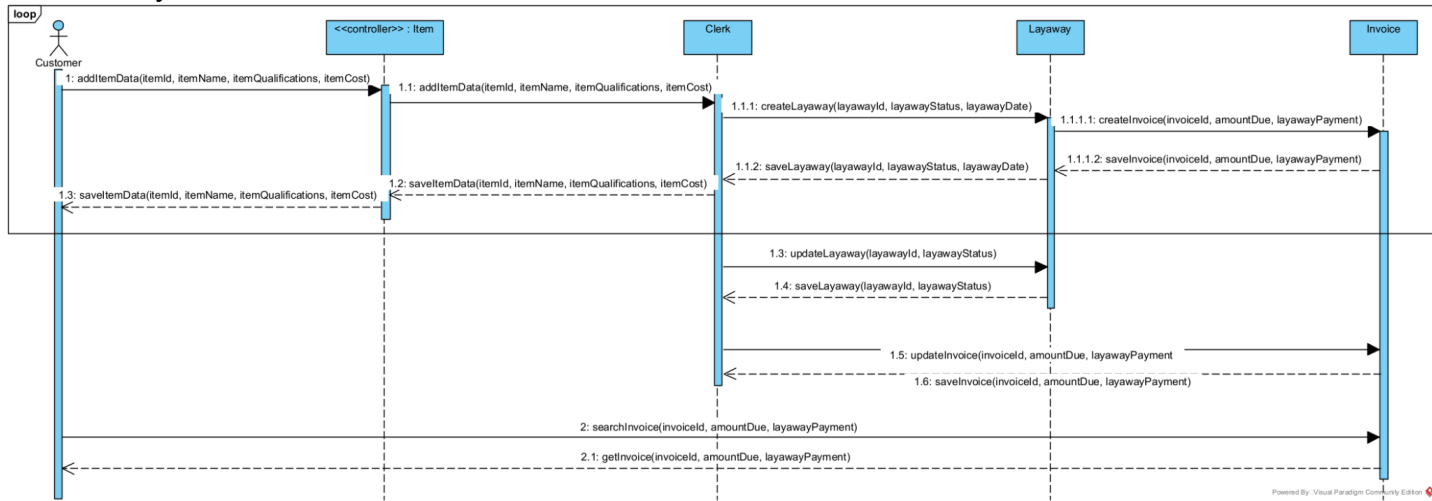 loop
<<controller>> : Item
Clerk
Layaway
Invoice
Customer
1: addItemData(itemId, itemName, itemQualifications, itemCost)
1.1: addItemData(itemId, itemName, itemQualifications, itemCost)
1.1.1: createLayaway(layawayId, layawayStatus, layawayDate)
1.1.1.1: createInvoice(invoiceId, amountDue, layawayPayment)
1.1.1.2: saveInvoice(invoiceId, amountDue, layawayPayment)
1.1.2: saveLayaway(layawayId, layawayStatus, layawayDate)
1.2: saveItemData(itemId, itemName, itemQualifications, itemCost)
1.3: saveItemData(itemId, itemName, itemQualifications, itemCost)
1.3: updateLayaway(layawayId, layawayStatus)
1.4: saveLayaway(layawayId, layawayStatus)
1.5: updateInvoice(invoiceId, amountDue, layawayPayment
1.6: saveInvoice(invoiceId, amountDue, layawayPayment)
2: searchInvoice(invoiceId, amountDue, layawayPayment)
2.1: getInvoice(invoiceId, amountDue, layawayPayment)
Powered By Visual Paradigm Community Edition